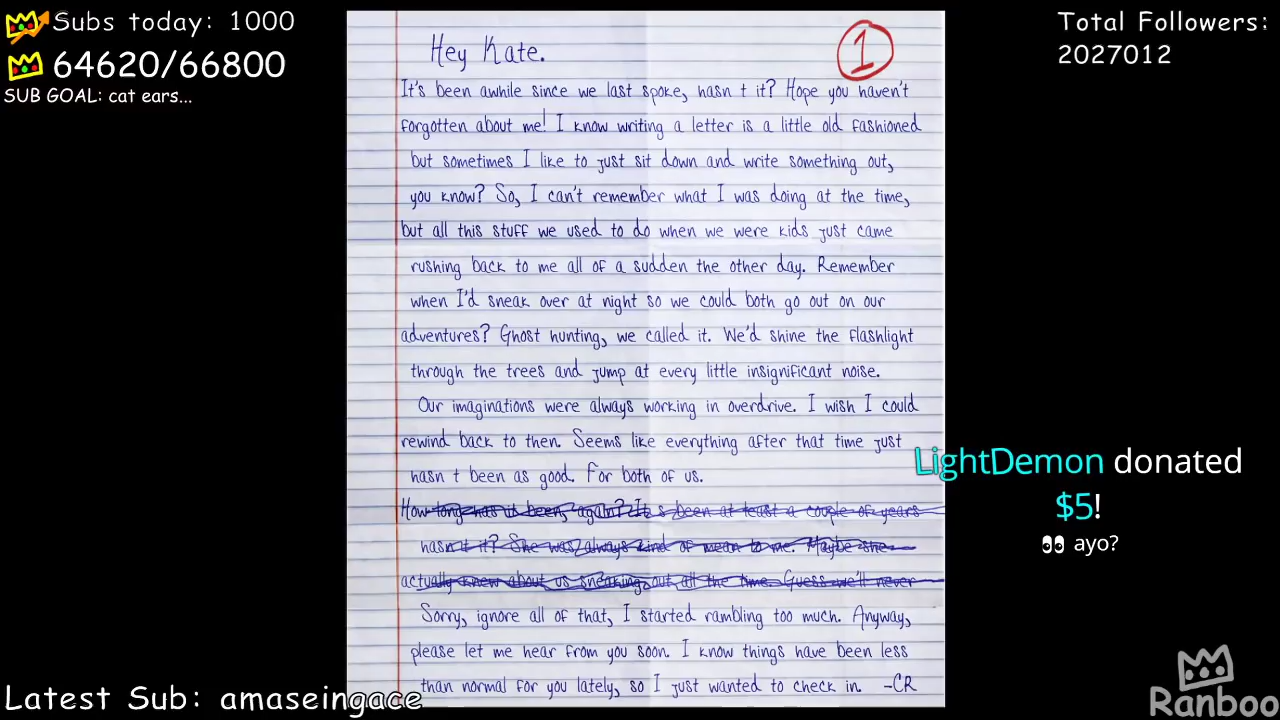 Subs today: 1000
64620/66800
SUB GOAL: cat ears...
Total Followers:
2027012
1
Hey Kate.
It's been awhile since we last spoke, hasn t it? Hope you haven't
forgotten about me! I know writing a letter is a little old fashioned
but sometimes I like to just sit down and write something out,
you know? So, I can't remember what I was doing at the time,
but all this stuff we used to do when we were kids just came
rushing back to me all of a sudden the other day. Remember
when I'd sneak over at night so we could both go out on our
adventures? Ghost hunting, we called it. We'd shine the flashlight
through the trees and jump at every little insignificant noise.
Our imaginations were always working in overdrive. I wish I could
rewind back to then. Seems like everything after that time just
hasn t been as good. For both of us.
How long has it been, again? It s been at least a couple of years
hasn t it? She was always kind of mean to me. Maybe she
actually knew about us sneaking out all the time. Guess we'll never
Sorry, ignore all of that, I started rambling too much. Anyway,
please let me hear from you soon. I know things have been less
than normal for you lately, so I just wanted to check in. -CR
LightDemon donated
$5!
👀 ayo?
Latest Sub: amaseingace
Ranboo